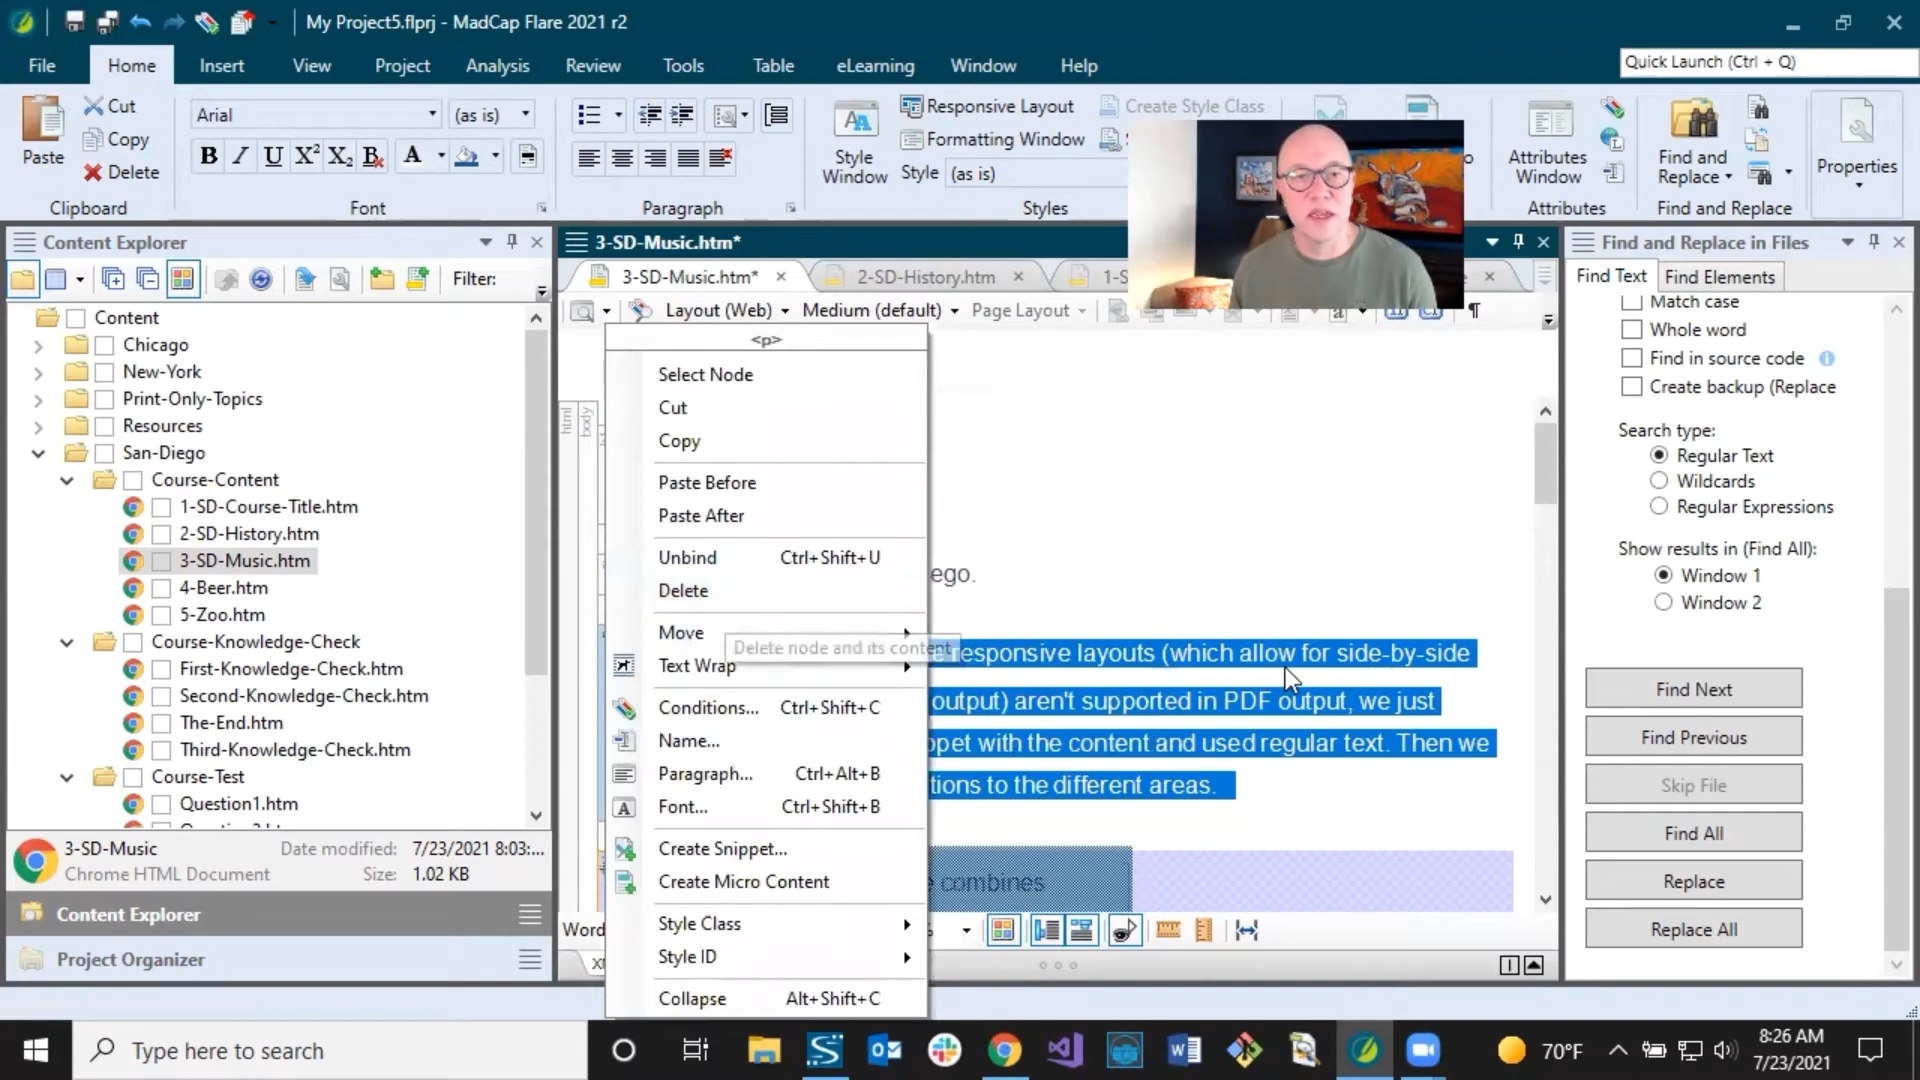 My Project5.flprj - MadCap Flare 2021 r2
File Home Insert View Project Analysis Review Tools Table eLearning Window Help
Quick Launch (Ctrl + Q)
Paste
Cut
Copy
Delete
Clipboard
Arial
(as is)
Font
Paragraph
Style Window
Responsive Layout
Formatting Window
Style (as is)
Create Style Class
Styles
Attributes Window
Attributes
Find and Replace
Find and Replace
Properties
Content Explorer
Filter:
Content
Chicago
New-York
Print-Only-Topics
Resources
San-Diego
Course-Content
1-SD-Course-Title.htm
2-SD-History.htm
3-SD-Music.htm
4-Beer.htm
5-Zoo.htm
Course-Knowledge-Check
First-Knowledge-Check.htm
Second-Knowledge-Check.htm
The-End.htm
Third-Knowledge-Check.htm
Course-Test
Question1.htm
3-SD-Music
Date modified: 7/23/2021 8:03:...
Chrome HTML Document
Size: 1.02 KB
Content Explorer
Project Organizer
3-SD-Music.htm*
3-SD-Music.htm*
2-SD-History.htm
1-S
Layout (Web)
Medium (default)
Page Layout
html
body
<p>
Select Node
Cut
Copy
Paste Before
Paste After
Unbind Ctrl+Shift+U
Delete
Move
Delete node and its content
Text Wrap
Conditions... Ctrl+Shift+C
Name...
Paragraph... Ctrl+Alt+B
Font... Ctrl+Shift+B
Create Snippet...
Create Micro Content
Style Class
Style ID
Collapse Alt+Shift+C
ego.
responsive layouts (which allow for side-by-side
output) aren't supported in PDF output, we just
ppet with the content and used regular text. Then we
tions to the different areas.
combines
Word
Find and Replace in Files
Find Text
Find Elements
Match case
Whole word
Find in source code
Create backup (Replace
Search type:
Regular Text
Wildcards
Regular Expressions
Show results in (Find All):
Window 1
Window 2
Find Next
Find Previous
Skip File
Find All
Replace
Replace All
Type here to search
70°F
8:26 AM
7/23/2021